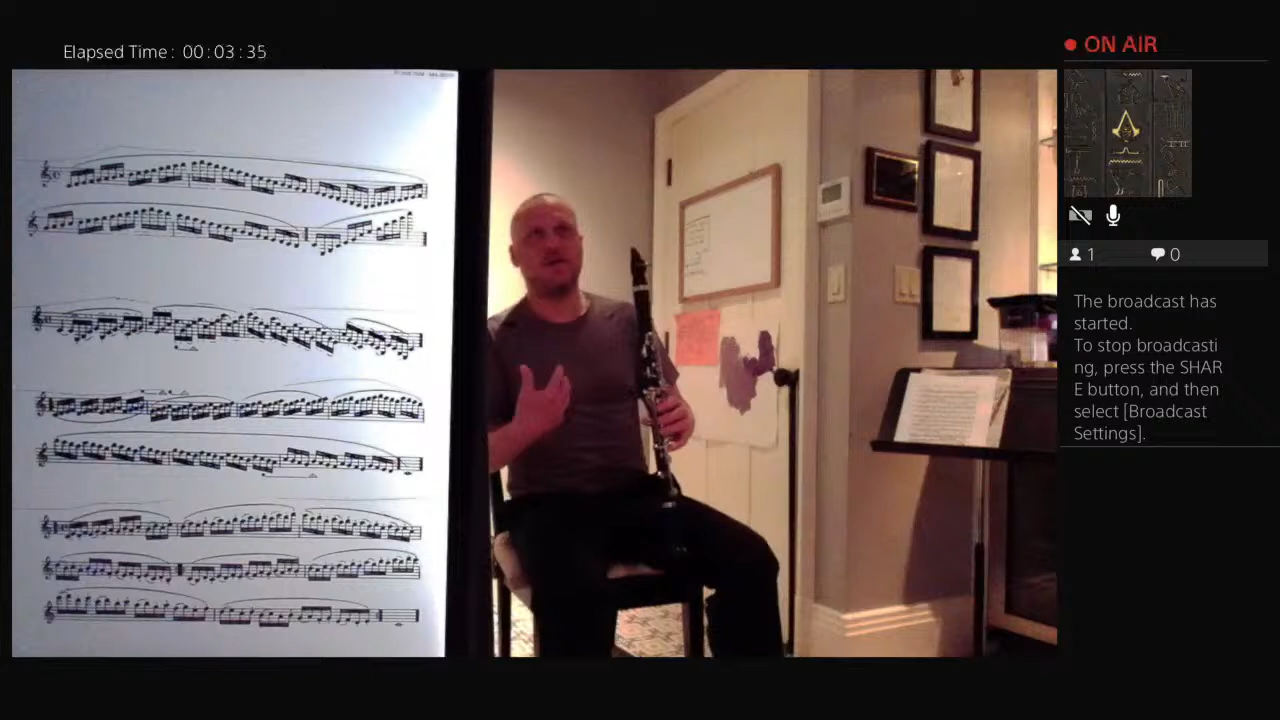 Elapsed Time: 00:03:35
ON AIR
1
0
The broadcast has
started.
To stop broadcasti
ng, press the SHAR
E button, and then
select [Broadcast
Settings].